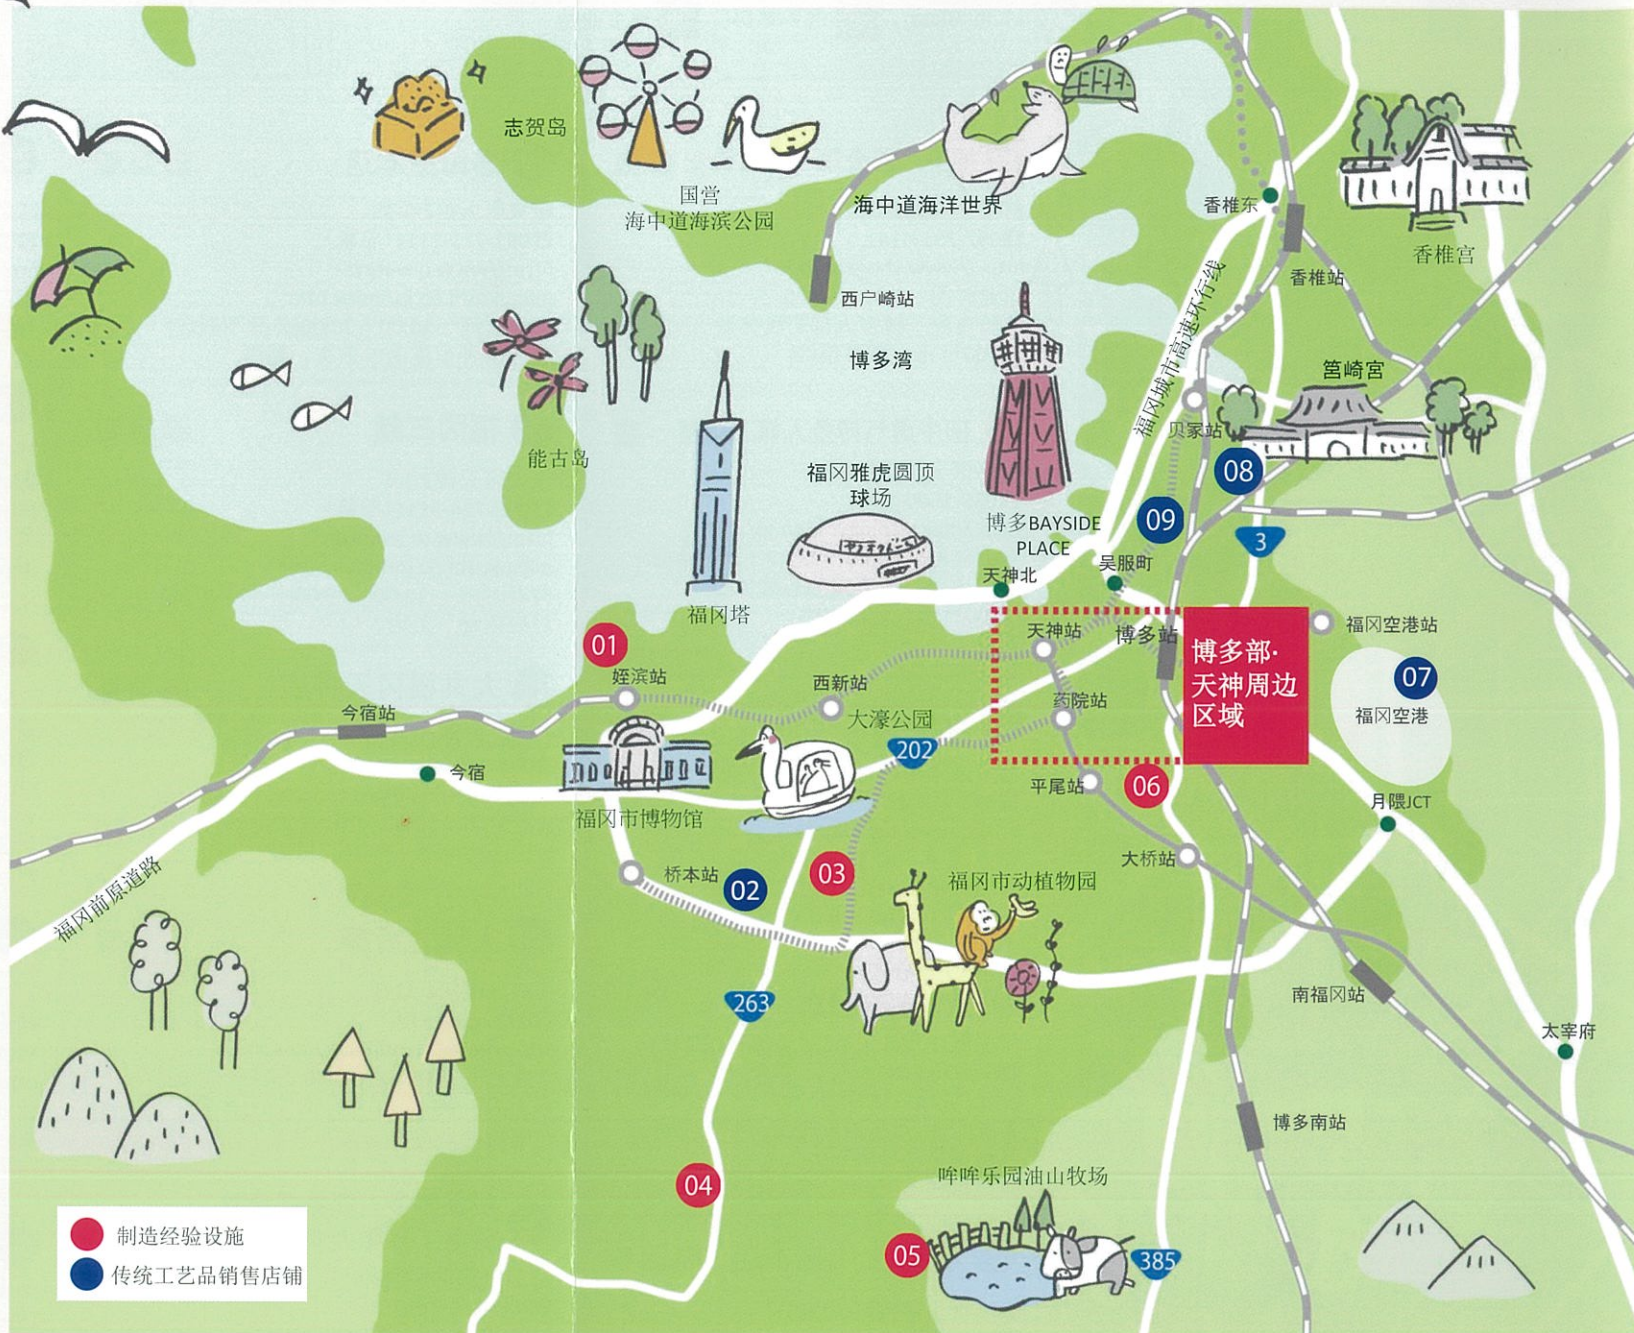 志贺岛
国営
海中道海滨公园
海中道海洋世界
西户崎站
博多湾
香椎东
香椎宫
香椎站
福冈城市高速环行线
筥崎宮
贝冢站
能古岛
福冈塔
福冈雅虎圆顶
球场
博多BAYSIDE
PLACE
天神北
吴服町
08
09
3
01
姪滨站
西新站
大濠公园
202
今宿站
今宿
福冈前原道路
福冈市博物馆
天神站
博多站
药院站
平尾站
博多部·
天神周边
区域
福冈空港站
07
福冈空港
06
月隈JCT
大桥站
桥本站
02
03
福冈市动植物园
263
南福冈站
太宰府
博多南站
04
哞哞乐园油山牧场
05
385
制造经验设施
传统工艺品销售店铺